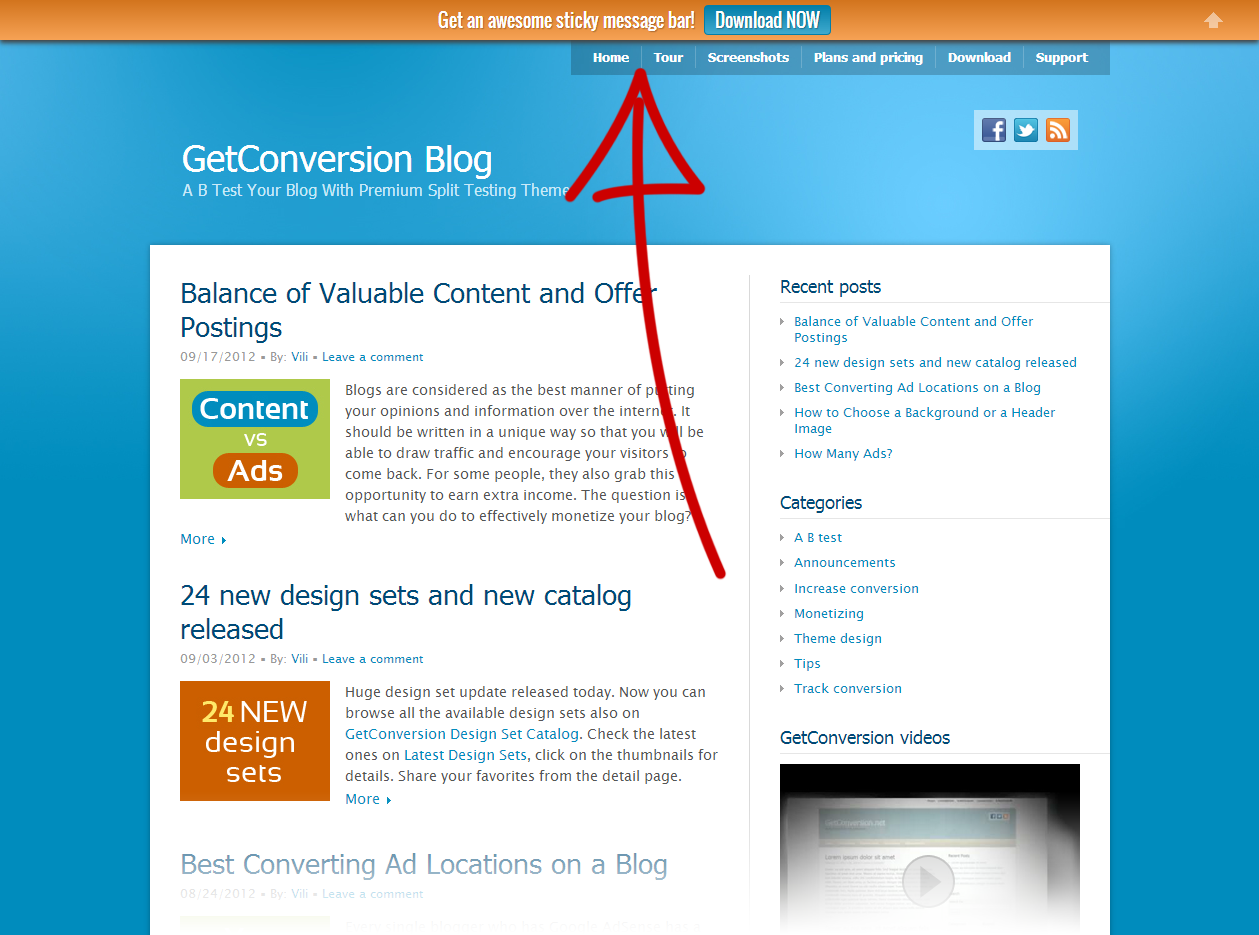 Get an awesome sticky message bar! Download NOW
Home Tour Screenshots Plans and pricing Download Support
GetConversion Blog
A B Test Your Blog With Premium Split Testing Theme
Balance of Valuable Content and Offer
Postings
09/17/2012 ▪ By: Vili ▪ Leave a comment
Content
vs
Ads
Blogs are considered as the best manner of putting
your opinions and information over the internet. It
should be written in a unique way so that you will be
able to draw traffic and encourage your visitors to
come back. For some people, they also grab this
opportunity to earn extra income. The question is
what can you do to effectively monetize your blog?
More
24 new design sets and new catalog
released
09/03/2012 ▪ By: Vili ▪ Leave a comment
24 NEW
design
sets
Huge design set update released today. Now you can
browse all the available design sets also on
GetConversion Design Set Catalog. Check the latest
ones on Latest Design Sets, click on the thumbnails for
details. Share your favorites from the detail page.
More
Best Converting Ad Locations on a Blog
08/24/2012 ▪ By: Vili ▪ Leave a comment
Recent posts
Balance of Valuable Content and Offer
Postings
24 new design sets and new catalog released
Best Converting Ad Locations on a Blog
How to Choose a Background or a Header
Image
How Many Ads?
Categories
A B test
Announcements
Increase conversion
Monetizing
Theme design
Tips
Track conversion
GetConversion videos
GetConversion.net
Lorem ipsum dolor sit amet